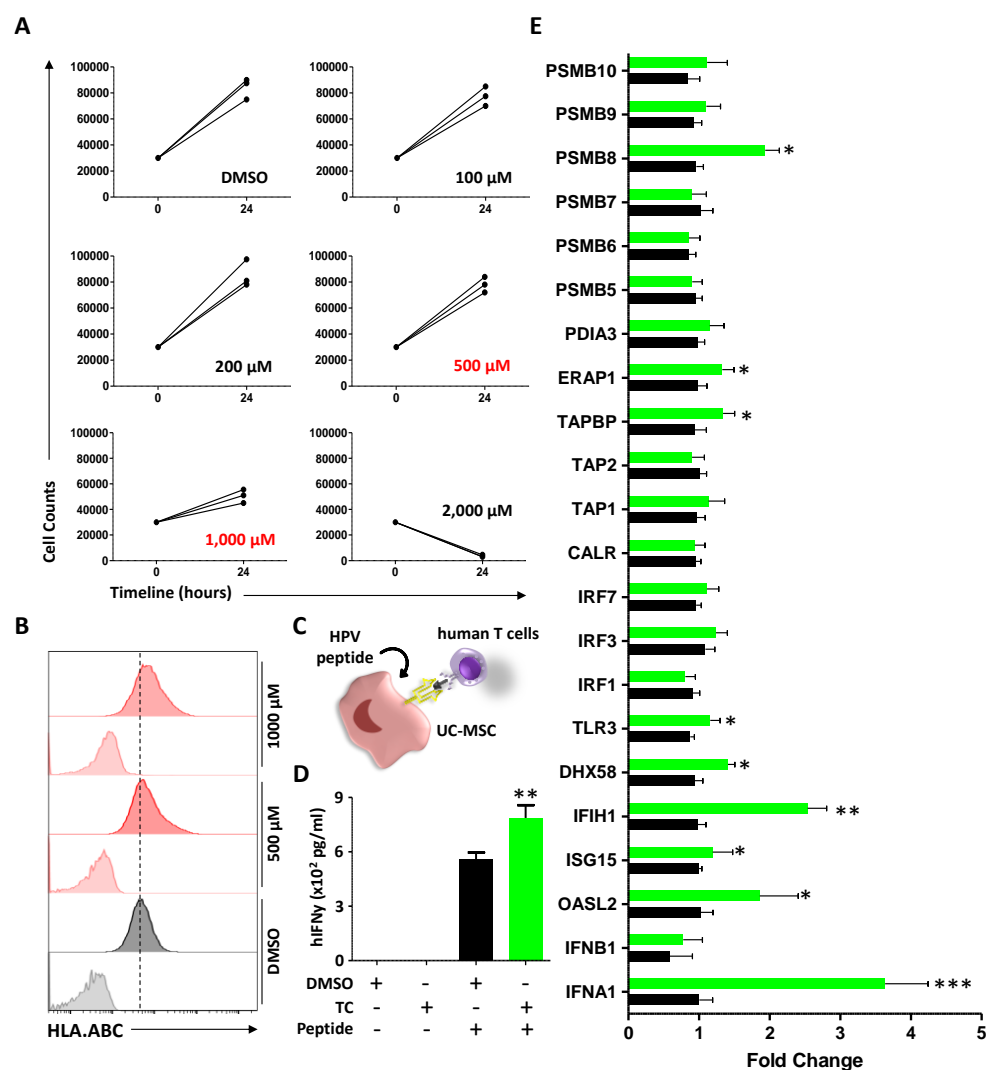 A
100000
80000
60000
40000
20000
0
0
24
DMSO
100000
80000
60000
40000
20000
0
0
24
100 µM
100000
80000
60000
40000
20000
0
0
24
200 µM
100000
80000
60000
40000
20000
0
0
24
500 µM
100000
80000
60000
40000
20000
0
0
24
1,000 µM
100000
80000
60000
40000
20000
0
0
24
2,000 µM
Cell Counts
Timeline (hours)
B
1000 µM
500 µM
DMSO
HLA.ABC
C
HPV
peptide
human T cells
UC-MSC
D
hIFNγ (x10² pg/ml)
9
6
3
0
**
DMSO + - + -
TC - + - +
Peptide - - + +
E
PSMB10
PSMB9
PSMB8 *
PSMB7
PSMB6
PSMB5
PDIA3
ERAP1 *
TAPBP *
TAP2
TAP1
CALR
IRF7
IRF3
IRF1
TLR3 *
DHX58 *
IFIH1 **
ISG15 *
OASL2 *
IFNB1
IFNA1 ***
0 1 2 3 4 5
Fold Change